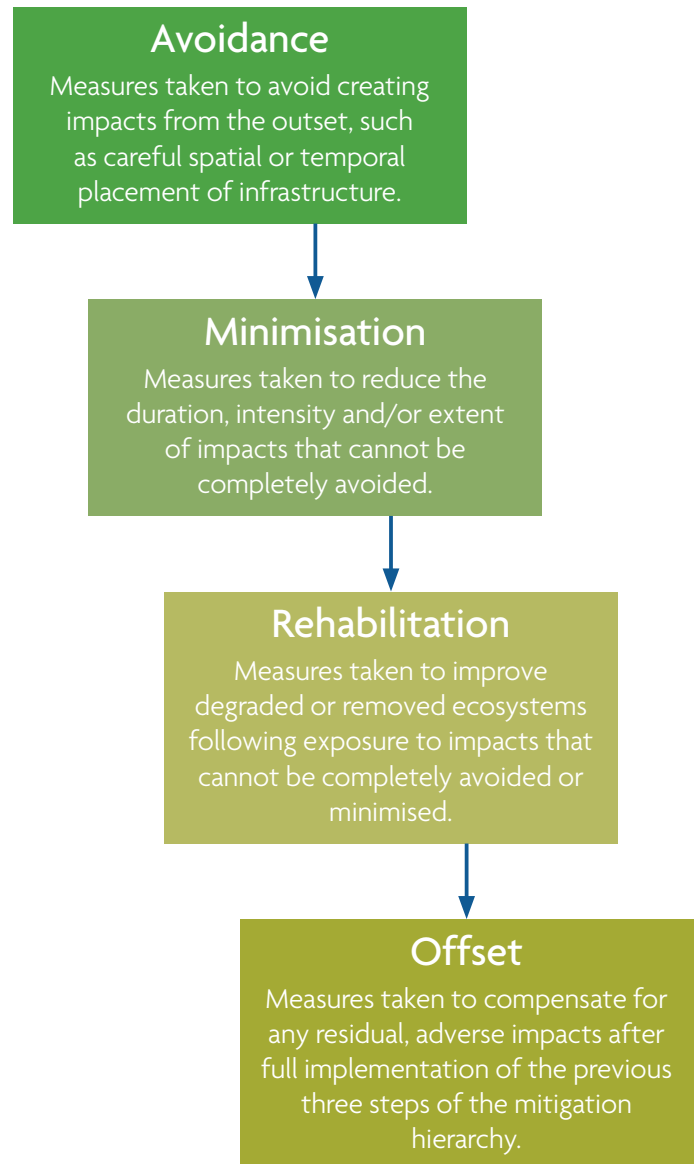 Avoidance
Measures taken to avoid creating
impacts from the outset, such
as careful spatial or temporal
placement of infrastructure.
Minimisation
Measures taken to reduce the
duration, intensity and/or extent
of impacts that cannot be
completely avoided.
Rehabilitation
Measures taken to improve
degraded or removed ecosystems
following exposure to impacts that
cannot be completely avoided or
minimised.
Offset
Measures taken to compensate for
any residual, adverse impacts after
full implementation of the previous
three steps of the mitigation
hierarchy.